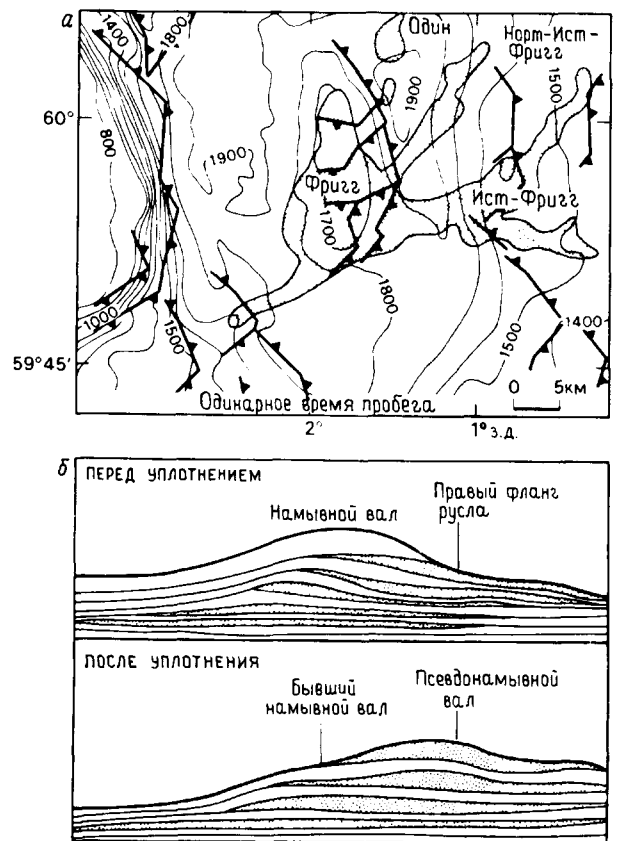 а
1400
1800
Один
Норт-Ист-
Фригг
1500
60°
1900
800
1900
Фригг
Ист-Фригг
1700
1800
1000
1500
1500
1400
59°45′
0 5км
Одинарное время пробега
2° 1° з.д.
б
ПЕРЕД УПЛОТНЕНИЕМ
Намывной вал
Правый фланг
русла
ПОСЛЕ УПЛОТНЕНИЯ
Бывший
намывной вал
Псевдонамывной
вал